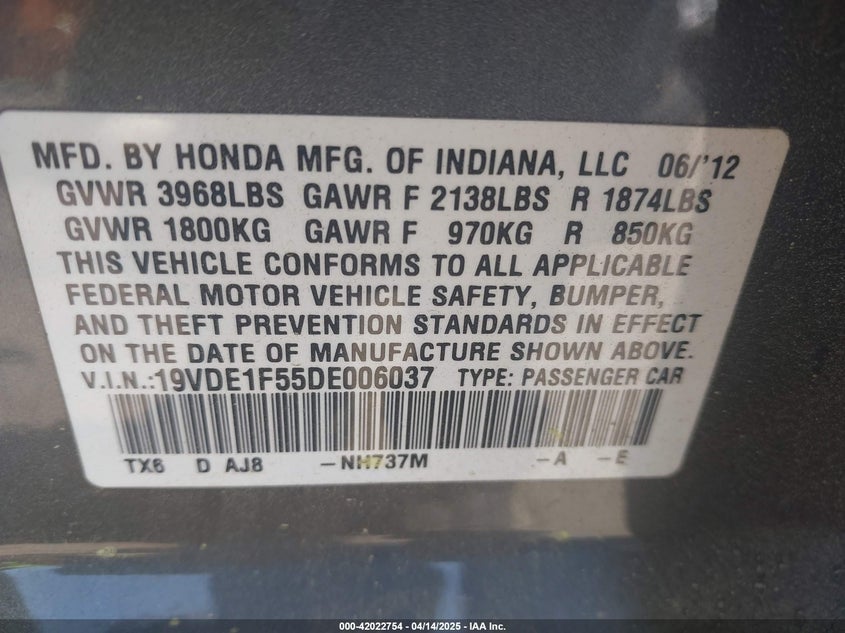 MFD. BY HONDA MFG. OF INDIANA, LLC 06/'12
GVWR 3968LBS GAWR F 2138LBS R 1874LBS
GVWR 1800KG GAWR F 970KG R 850KG
THIS VEHICLE CONFORMS TO ALL APPLICABLE
FEDERAL MOTOR VEHICLE SAFETY, BUMPER,
AND THEFT PREVENTION STANDARDS IN EFFECT
ON THE DATE OF MANUFACTURE SHOWN ABOVE.
V.I.N.:19VDE1F55DE006037 TYPE: PASSENGER CAR
TX6 D AJ8 -NH737M -A -E
000-42022754 - 04/14/2025 - IAA Inc.